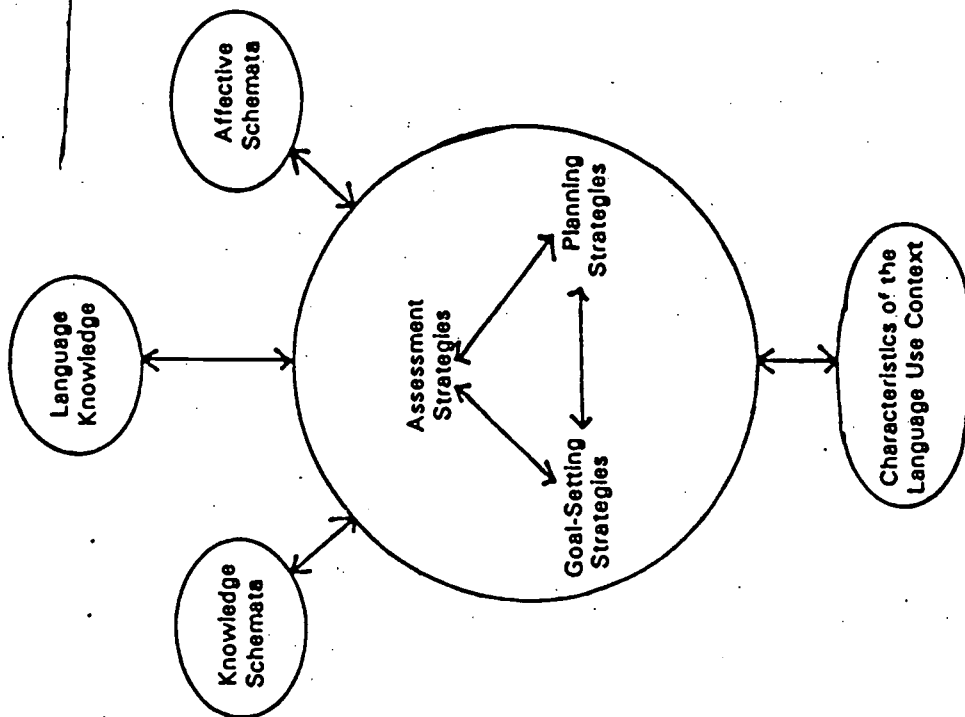 Language
Knowledge
Knowledge
Schemata
Affective
Schemata
Assessment
Strategies
Goal-Setting
Strategies
Planning
Strategies
Characteristics of the
Language Use Context